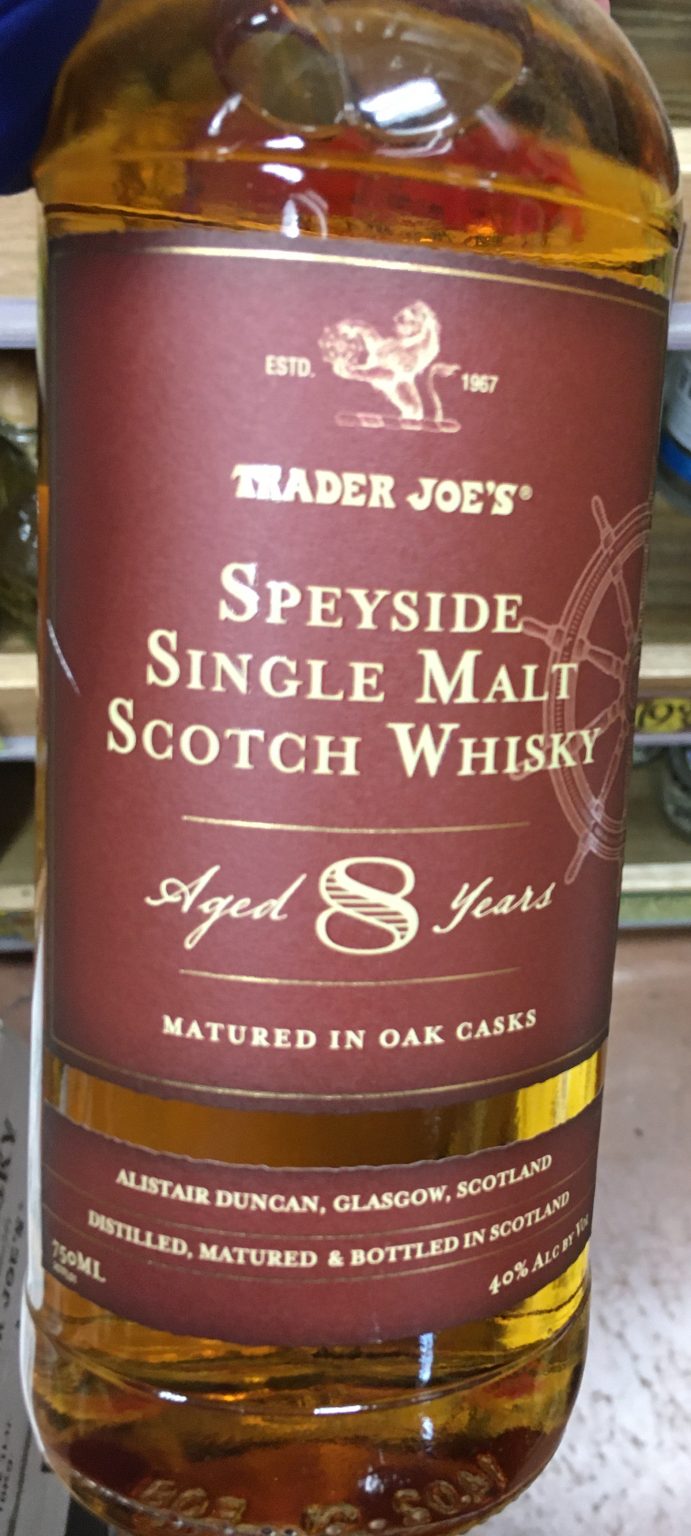 ESTD. 1967
TRADER JOE'S®
SPEYSIDE
SINGLE MALT
SCOTCH WHISKY
Aged 8 Years
MATURED IN OAK CASKS
ALISTAIR DUNCAN, GLASGOW, SCOTLAND
DISTILLED, MATURED & BOTTLED IN SCOTLAND
750ML
40% ALC BY VOL